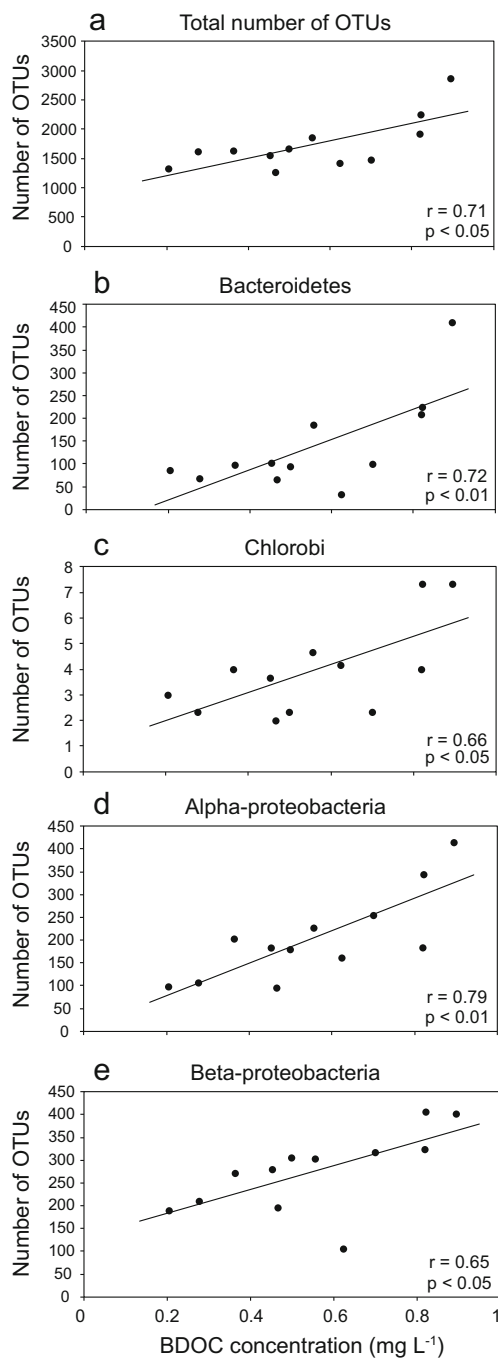 a
Total number of OTUs
Number of OTUs
3500
3000
2500
2000
1500
1000
500
0
r = 0.71
p < 0.05
b
Bacteroidetes
Number of OTUs
450
400
350
300
250
200
150
100
50
0
r = 0.72
p < 0.01
c
Chlorobi
Number of OTUs
8
7
6
5
4
3
2
1
0
r = 0.66
p < 0.05
d
Alpha-proteobacteria
Number of OTUs
450
400
350
300
250
200
150
100
50
0
r = 0.79
p < 0.01
e
Beta-proteobacteria
Number of OTUs
450
400
350
300
250
200
150
100
50
0
r = 0.65
p < 0.05
0 0.2 0.4 0.6 0.8 1
BDOC concentration (mg L⁻¹)